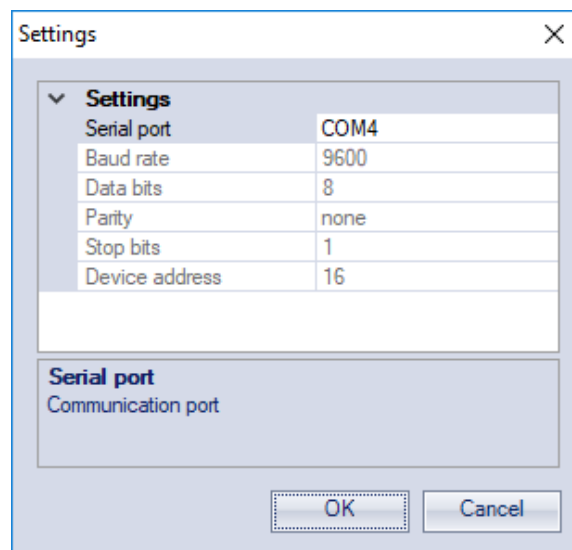 Settings
Settings
Serial port COM4
Baud rate 9600
Data bits 8
Parity none
Stop bits 1
Device address 16
Serial port
Communication port
OK Cancel